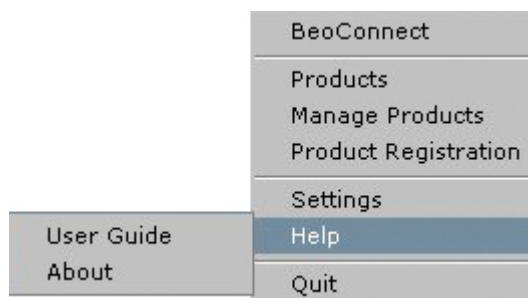 BeoConnect
Products
Manage Products
Product Registration
Settings
Help
User Guide
About
Quit